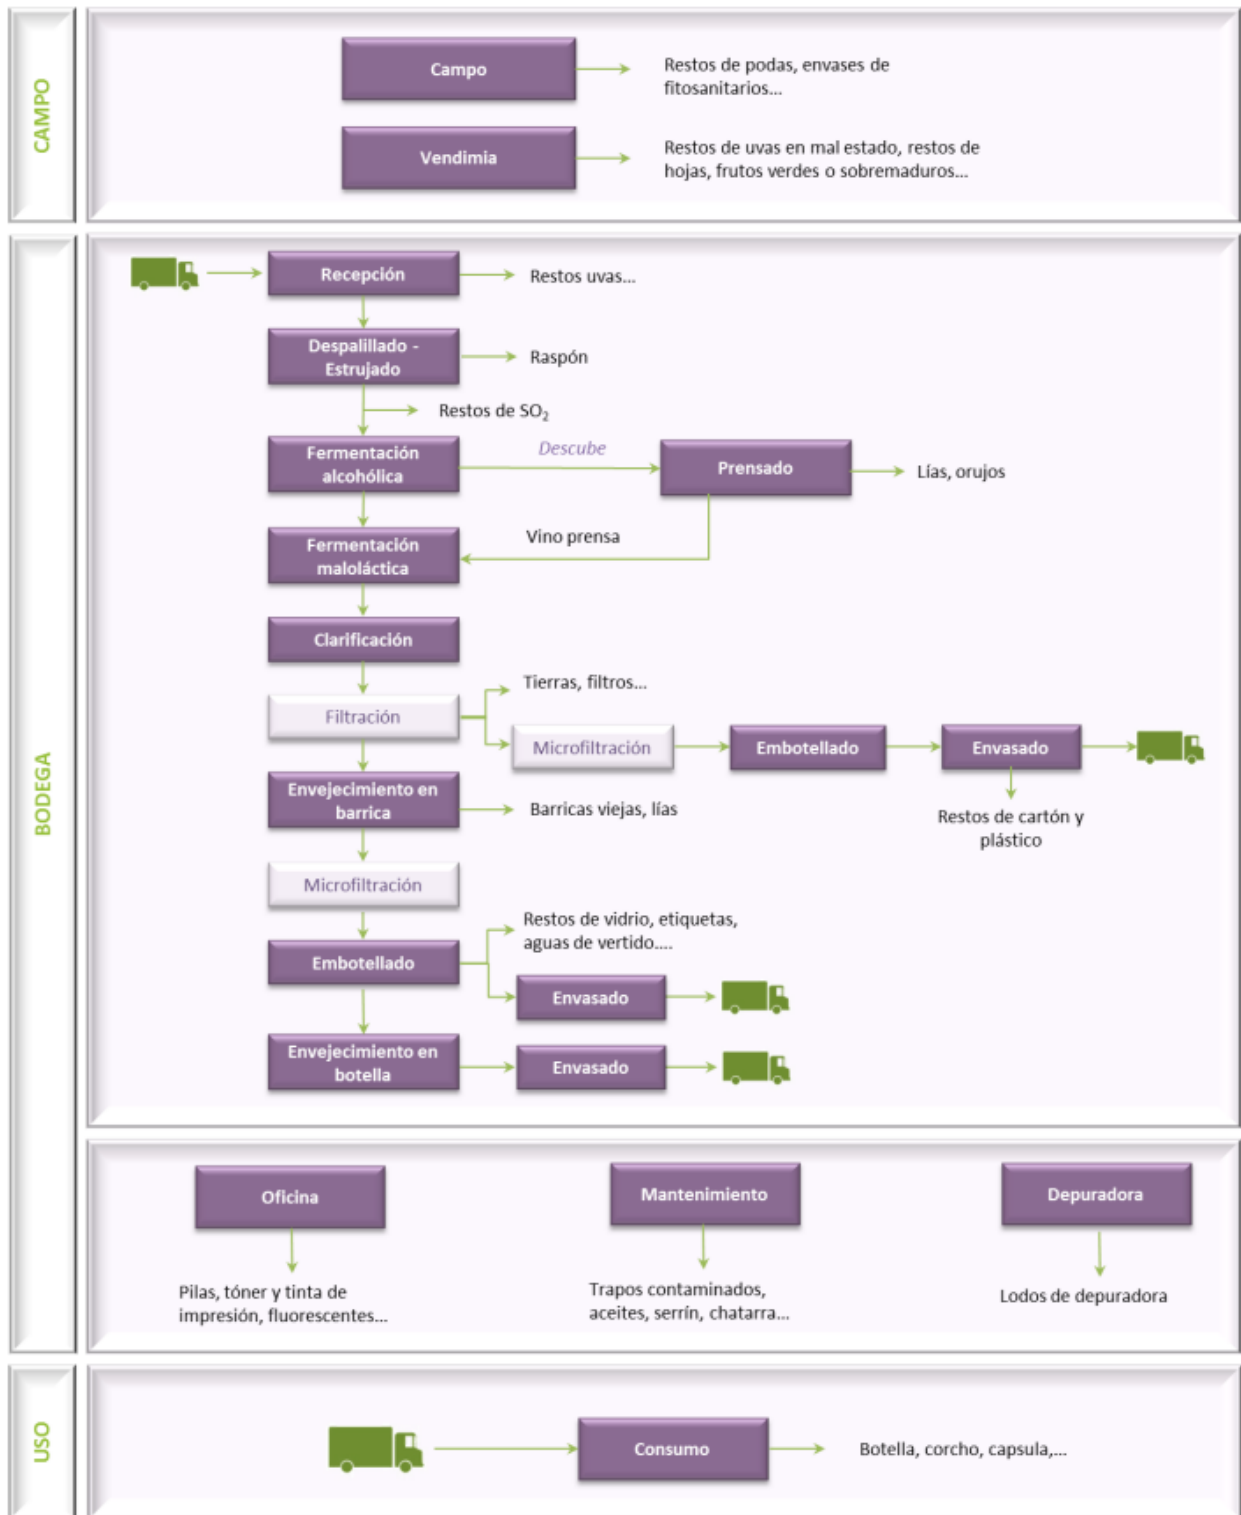 CAMPO
Campo
Restos de podas, envases de
fitosanitarios...
Vendimia
Restos de uvas en mal estado, restos de
hojas, frutos verdes o sobremaduros...
BODEGA
Recepción
Restos uvas...
Despalillado -
Estrujado
Raspón
Restos de SO₂
Fermentación
alcohólica
Descube
Prensado
Lías, orujos
Vino prensa
Fermentación
maloláctica
Clarificación
Filtración
Tierras, filtros...
Microfiltración
Embotellado
Envasado
Restos de cartón y
plástico
Envejecimiento en
barrica
Barricas viejas, lías
Microfiltración
Embotellado
Restos de vidrio, etiquetas,
aguas de vertido....
Envasado
Envejecimiento en
botella
Envasado
Oficina
Pilas, tóner y tinta de
impresión, fluorescentes...
Mantenimiento
Trapos contaminados,
aceites, serrín, chatarra...
Depuradora
Lodos de depuradora
USO
Consumo
Botella, corcho, capsula,...